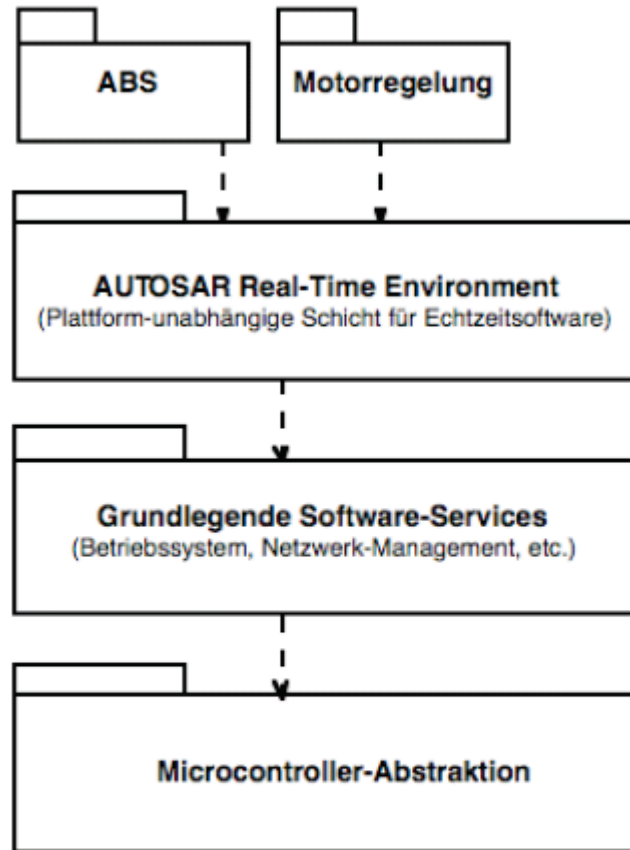 ABS
Motorregelung
AUTOSAR Real-Time Environment
(Plattform-unabhängige Schicht für Echtzeitsoftware)
Grundlegende Software-Services
(Betriebssystem, Netzwerk-Management, etc.)
Microcontroller-Abstraktion